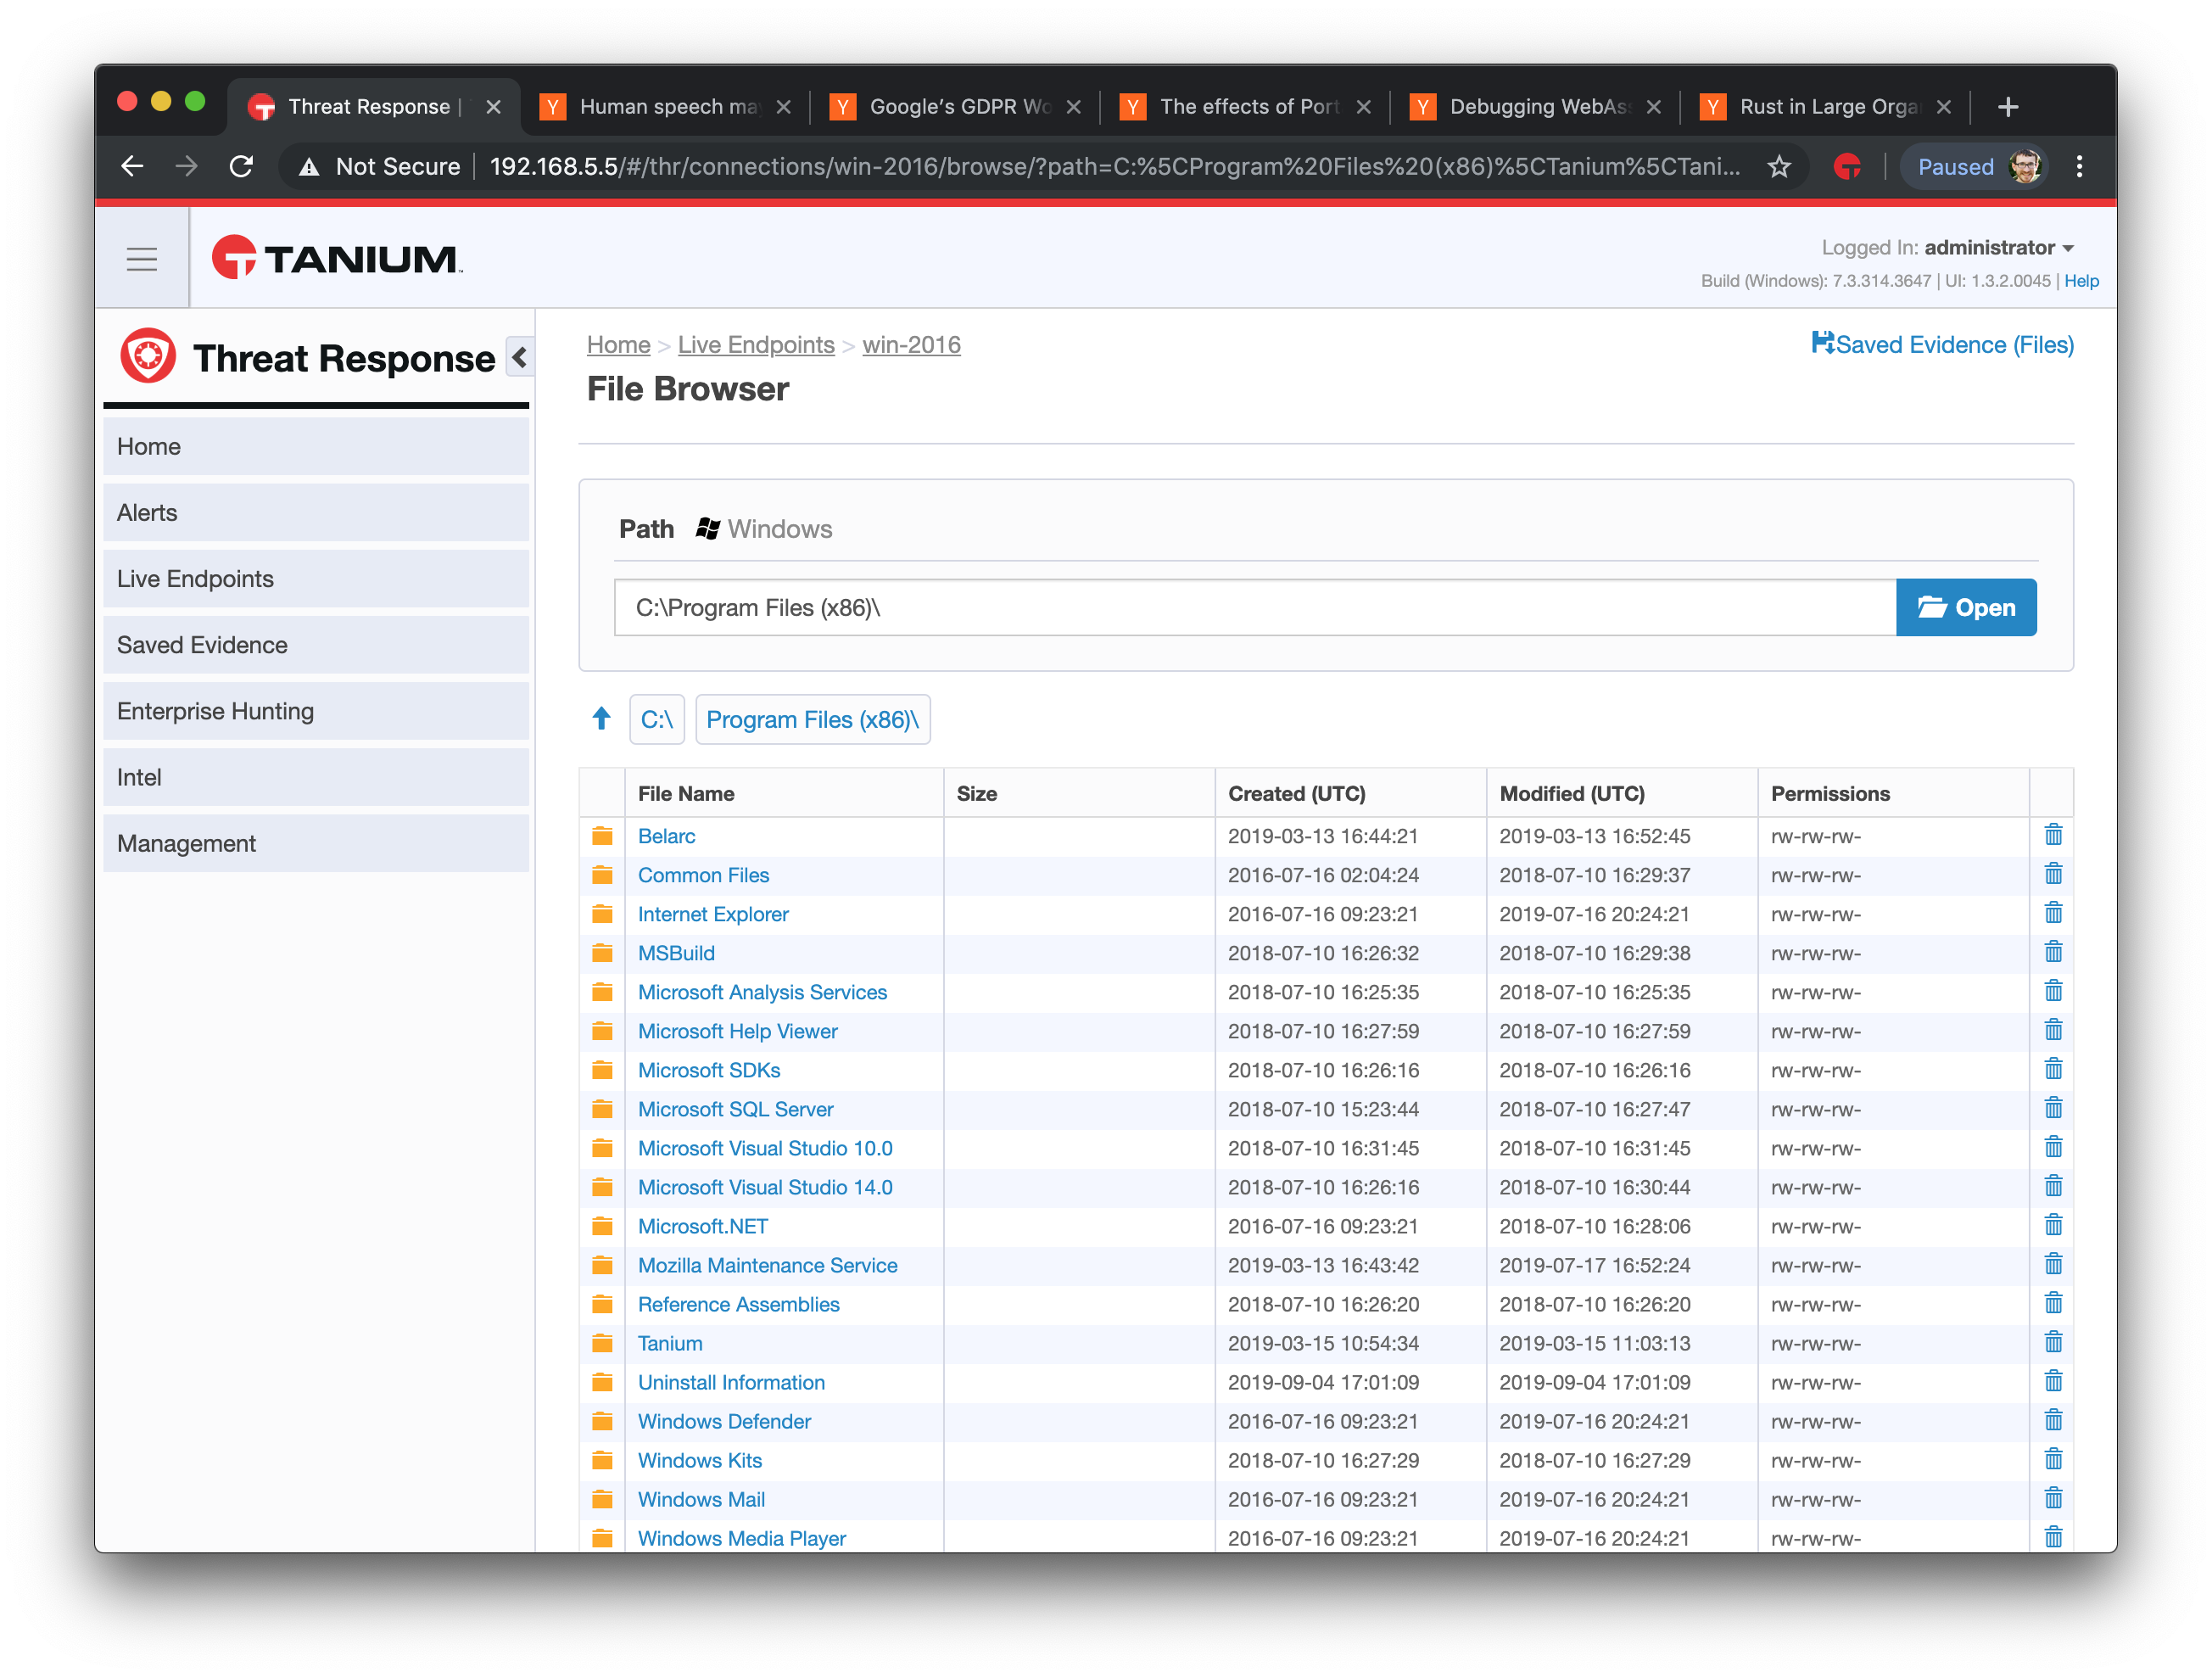 Threat Response |
Human speech may
Google's GDPR Wo
The effects of Port
Debugging WebAss
Rust in Large Orga
Not Secure 192.168.5.5/#/thr/connections/win-2016/browse/?path=C:%5CProgram%20Files%20(x86)%5CTanium%5CTani... Paused
TANIUM
Logged In: administrator
Build (Windows): 7.3.314.3647 | UI: 1.3.2.0045 | Help
Threat Response
Home
Alerts
Live Endpoints
Saved Evidence
Enterprise Hunting
Intel
Management
Home > Live Endpoints > win-2016
Saved Evidence (Files)
File Browser
Path Windows
C:\Program Files (x86)\
Open
C:\ Program Files (x86)\
File Name Size Created (UTC) Modified (UTC) Permissions
Belarc 2019-03-13 16:44:21 2019-03-13 16:52:45 rw-rw-rw-
Common Files 2016-07-16 02:04:24 2018-07-10 16:29:37 rw-rw-rw-
Internet Explorer 2016-07-16 09:23:21 2019-07-16 20:24:21 rw-rw-rw-
MSBuild 2018-07-10 16:26:32 2018-07-10 16:29:38 rw-rw-rw-
Microsoft Analysis Services 2018-07-10 16:25:35 2018-07-10 16:25:35 rw-rw-rw-
Microsoft Help Viewer 2018-07-10 16:27:59 2018-07-10 16:27:59 rw-rw-rw-
Microsoft SDKs 2018-07-10 16:26:16 2018-07-10 16:26:16 rw-rw-rw-
Microsoft SQL Server 2018-07-10 15:23:44 2018-07-10 16:27:47 rw-rw-rw-
Microsoft Visual Studio 10.0 2018-07-10 16:31:45 2018-07-10 16:31:45 rw-rw-rw-
Microsoft Visual Studio 14.0 2018-07-10 16:26:16 2018-07-10 16:30:44 rw-rw-rw-
Microsoft.NET 2016-07-16 09:23:21 2018-07-10 16:28:06 rw-rw-rw-
Mozilla Maintenance Service 2019-03-13 16:43:42 2019-07-17 16:52:24 rw-rw-rw-
Reference Assemblies 2018-07-10 16:26:20 2018-07-10 16:26:20 rw-rw-rw-
Tanium 2019-03-15 10:54:34 2019-03-15 11:03:13 rw-rw-rw-
Uninstall Information 2019-09-04 17:01:09 2019-09-04 17:01:09 rw-rw-rw-
Windows Defender 2016-07-16 09:23:21 2019-07-16 20:24:21 rw-rw-rw-
Windows Kits 2018-07-10 16:27:29 2018-07-10 16:27:29 rw-rw-rw-
Windows Mail 2016-07-16 09:23:21 2019-07-16 20:24:21 rw-rw-rw-
Windows Media Player 2016-07-16 09:23:21 2019-07-16 20:24:21 rw-rw-rw-